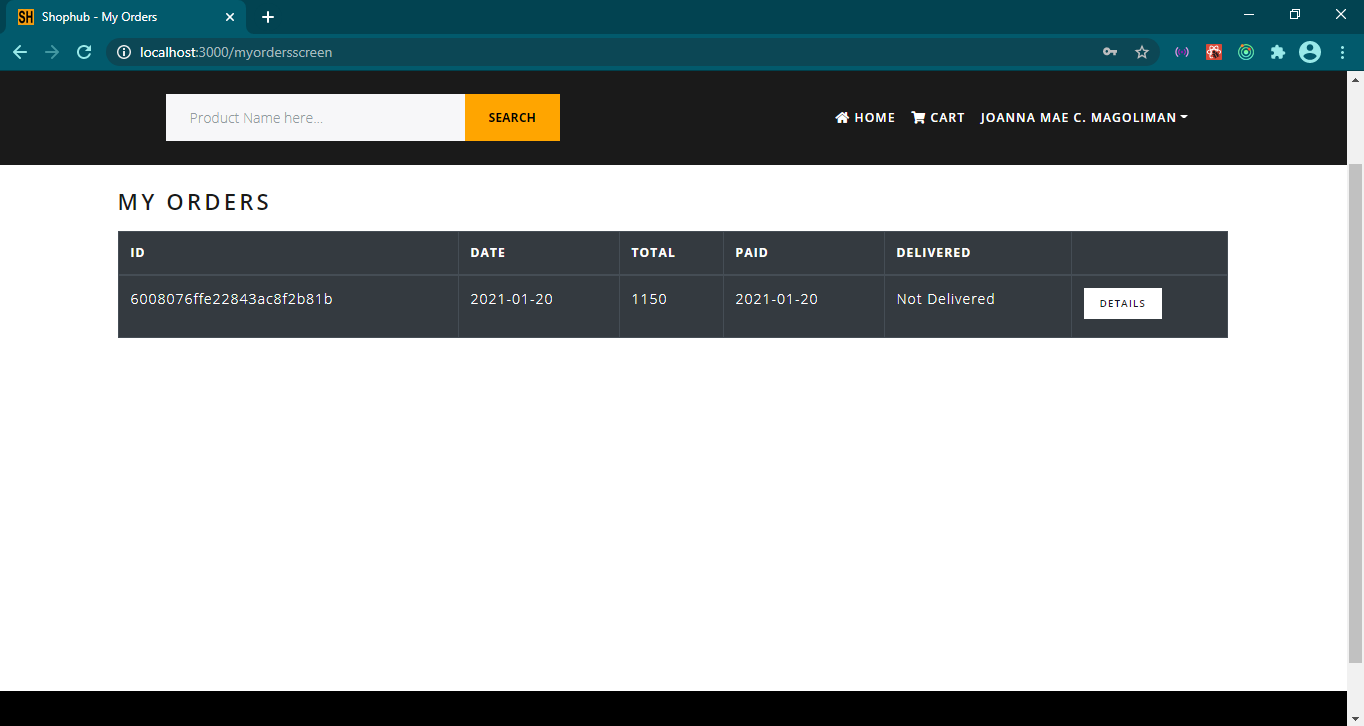 SH Shophub - My Orders
localhost:3000/myordersscreen
Product Name here... SEARCH HOME CART JOANNA MAE C. MAGOLIMAN
MY ORDERS
ID DATE TOTAL PAID DELIVERED
6008076ffe22843ac8f2b81b 2021-01-20 1150 2021-01-20 Not Delivered DETAILS